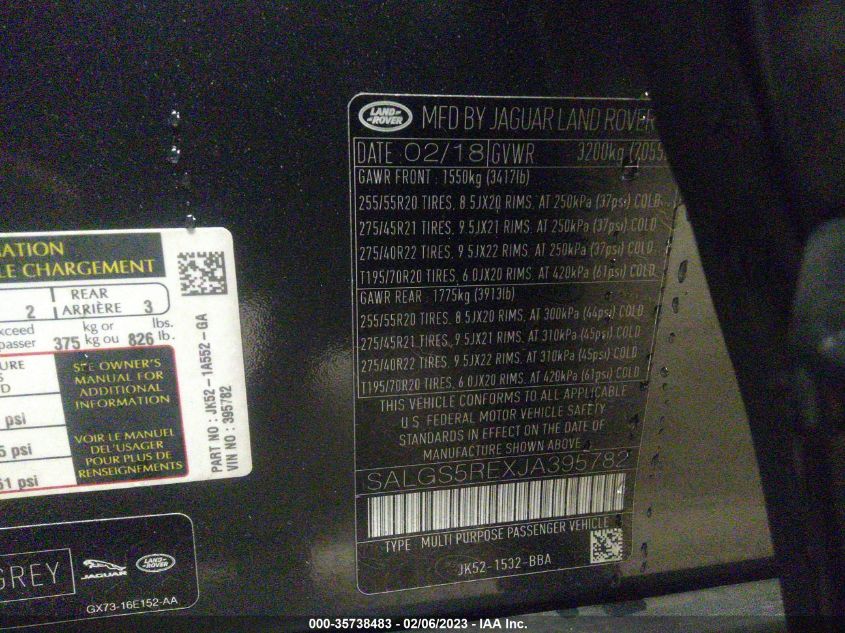 MATION
LE CHARGEMENT
2 REAR ARRIÈRE 3
xceed
passer 375 kg or kg ou 826 lbs. lb.
URE
S
D
psi
5 psi
61 psi
SEE OWNER'S
MANUAL FOR
ADDITIONAL
INFORMATION
VOIR LE MANUEL
DEL'USAGER
POUR PLUS DE
RENSEIGNEMENTS
PART NO : JK52-1A552-GA
VIN NO : 395782
GREY
JAGUAR
LAND ROVER
GX73-16E152-AA
LAND ROVER
MFD BY JAGUAR LAND ROVER
DATE 02/18 GVWR 3200kg (7055
GAWR FRONT 1550kg (3417lb)
255/55R20 TIRES, 8.5JX20 RIMS, AT 250kPa (37psi) COLD
275/45R21 TIRES, 9.5JX21 RIMS, AT 250kPa (37psi) COLD
275/40R22 TIRES, 9.5JX22 RIMS, AT 250kPa (37psi) COLD
T195/70R20 TIRES, 6.0JX20 RIMS, AT 420kPa (61psi) COLD
GAWR REAR 1775kg (3913lb)
255/55R20 TIRES, 8.5JX20 RIMS, AT 300kPa (44psi) COLD
275/45R21 TIRES, 9.5JX21 RIMS, AT 310kPa (45psi) COLD
275/40R22 TIRES, 9.5JX22 RIMS, AT 310kPa (45psi) COLD
T195/70R20 TIRES, 6.0JX20 RIMS, AT 420kPa (61psi) COLD
THIS VEHICLE CONFORMS TO ALL APPLICABLE
U.S. FEDERAL MOTOR VEHICLE SAFETY
STANDARDS IN EFFECT ON THE DATE OF
MANUFACTURE SHOWN ABOVE
SALGS5REXJA395782
TYPE MULTI PURPOSE PASSENGER VEHICLE
JK52-1532-BBA
000-35738483 - 02/06/2023 - IAA Inc.